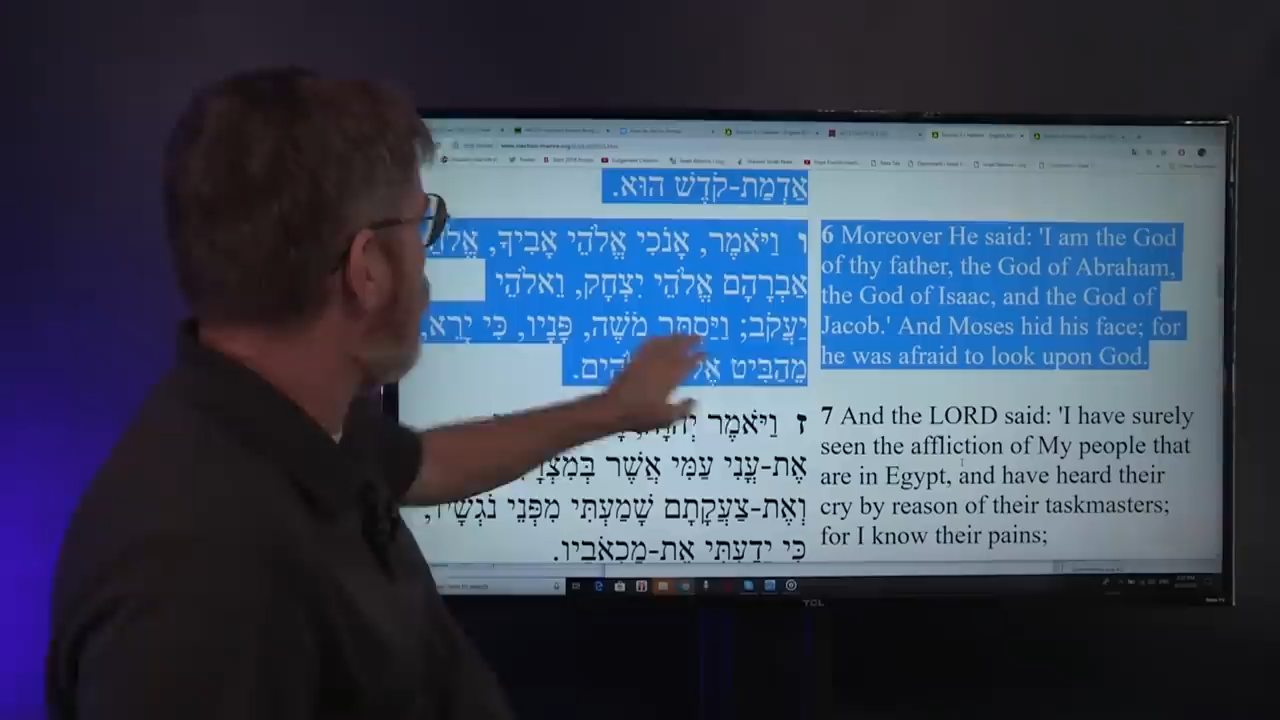 אַדְמַת-קֹדֶשׁ הוּא.
ו וַיֹּאמֶר, אָנֹכִי אֱלֹהֵי אָבִיךָ,
אַבְרָהָם אֱלֹהֵי יִצְחָק, וֵאלֹהֵי
יַעֲקֹב; וַיַּסְתֵּר מֹשֶׁה, פָּנָיו, כִּי יָרֵא,
מֵהַבִּיט
ז וַיֹּאמֶר
אֶת-עֳנִי עַמִּי אֲשֶׁר
וְאֶת-צַעֲקָתָם שָׁמַעְתִּי מִפְּנֵי נֹגְשָׂיו,
כִּי יָדַעְתִּי אֶת-מַכְאֹבָיו.
6 Moreover He said: 'I am the God
of thy father, the God of Abraham,
the God of Isaac, and the God of
Jacob.' And Moses hid his face; for
he was afraid to look upon God.
7 And the LORD said: 'I have surely
seen the affliction of My people that
are in Egypt, and have heard their
cry by reason of their taskmasters;
for I know their pains;
TCL